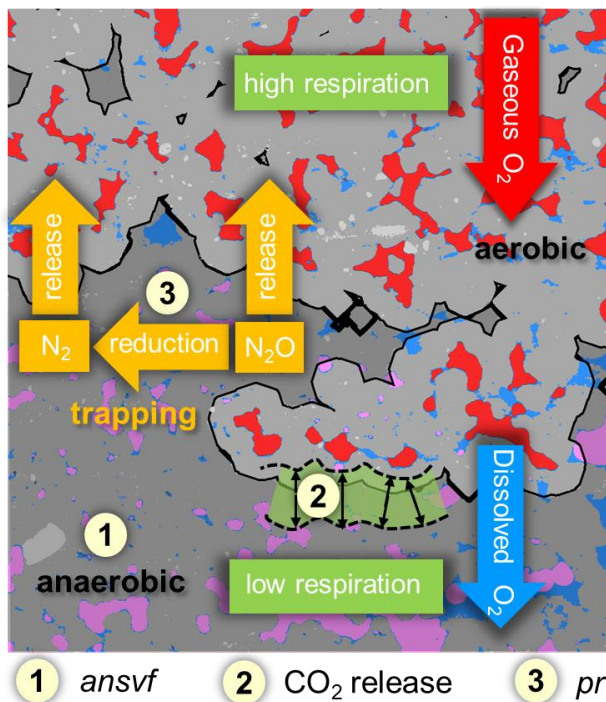 high respiration
Gaseous O₂
aerobic
release
release
3
N₂
reduction
N₂O
trapping
2
Dissolved O₂
1
anaerobic
low respiration
1 ansvf 2 CO₂ release 3 pr